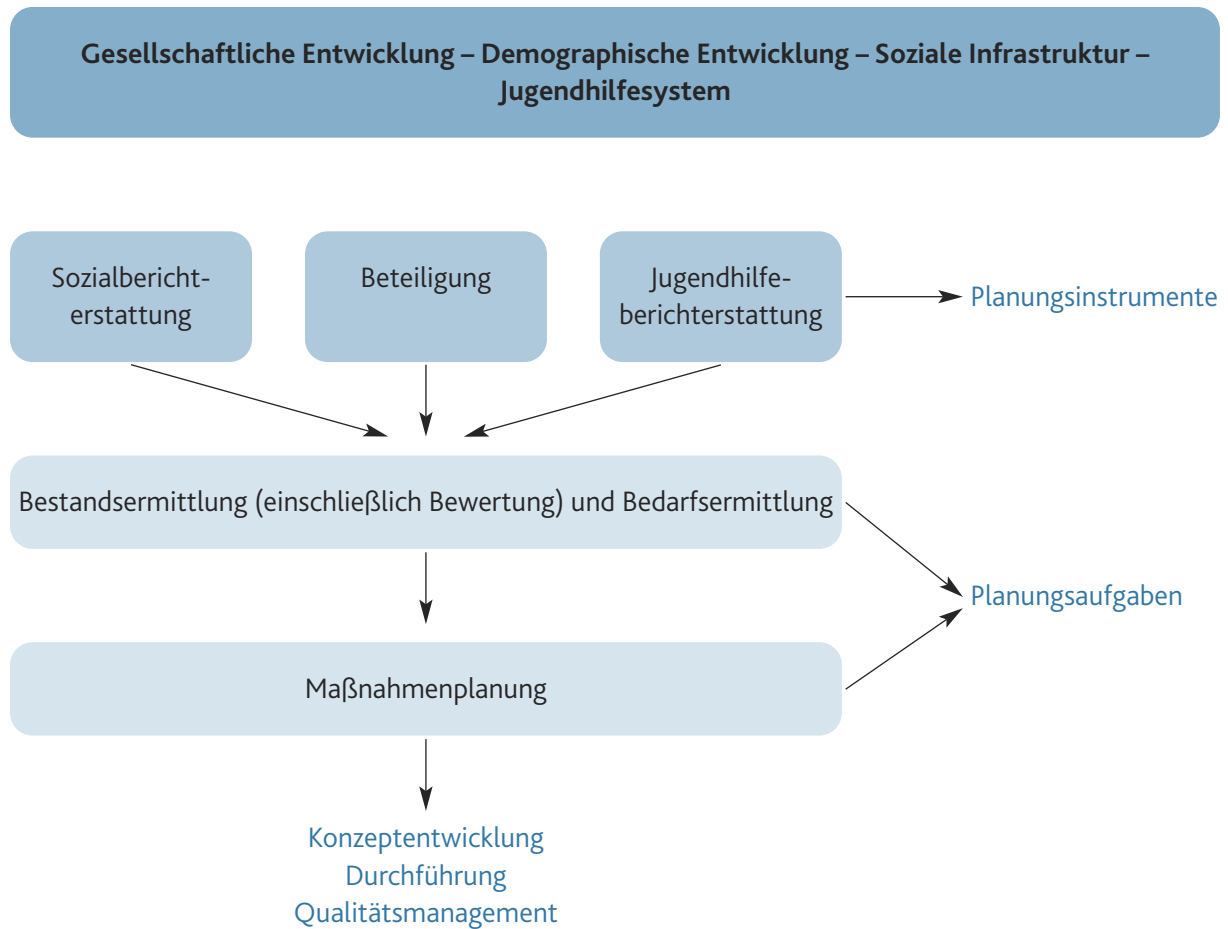 Gesellschaftliche Entwicklung – Demographische Entwicklung – Soziale Infrastruktur –
Jugendhilfesystem
Sozialbericht-
erstattung
Beteiligung
Jugendhilfe-
berichterstattung
Planungsinstrumente
Bestandsermittlung (einschließlich Bewertung) und Bedarfsermittlung
Planungsaufgaben
Maßnahmenplanung
Konzeptentwicklung
Durchführung
Qualitätsmanagement